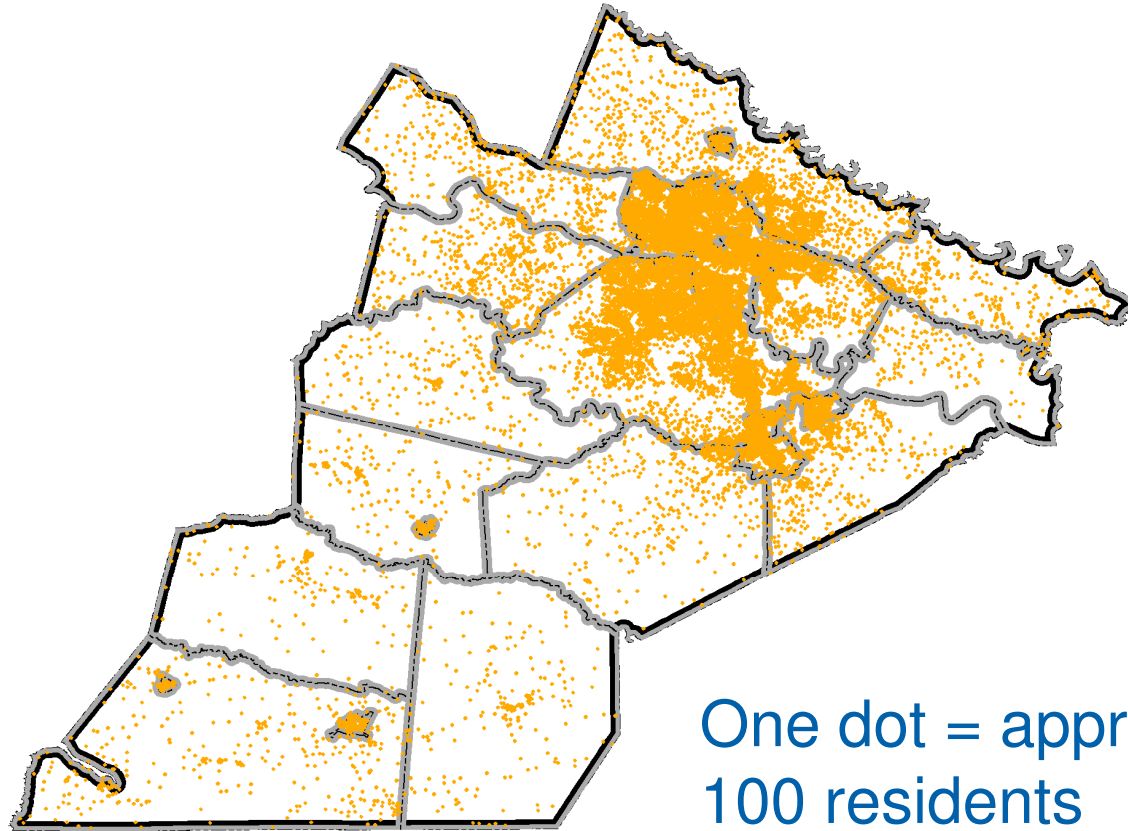 One dot = appr
100 residents